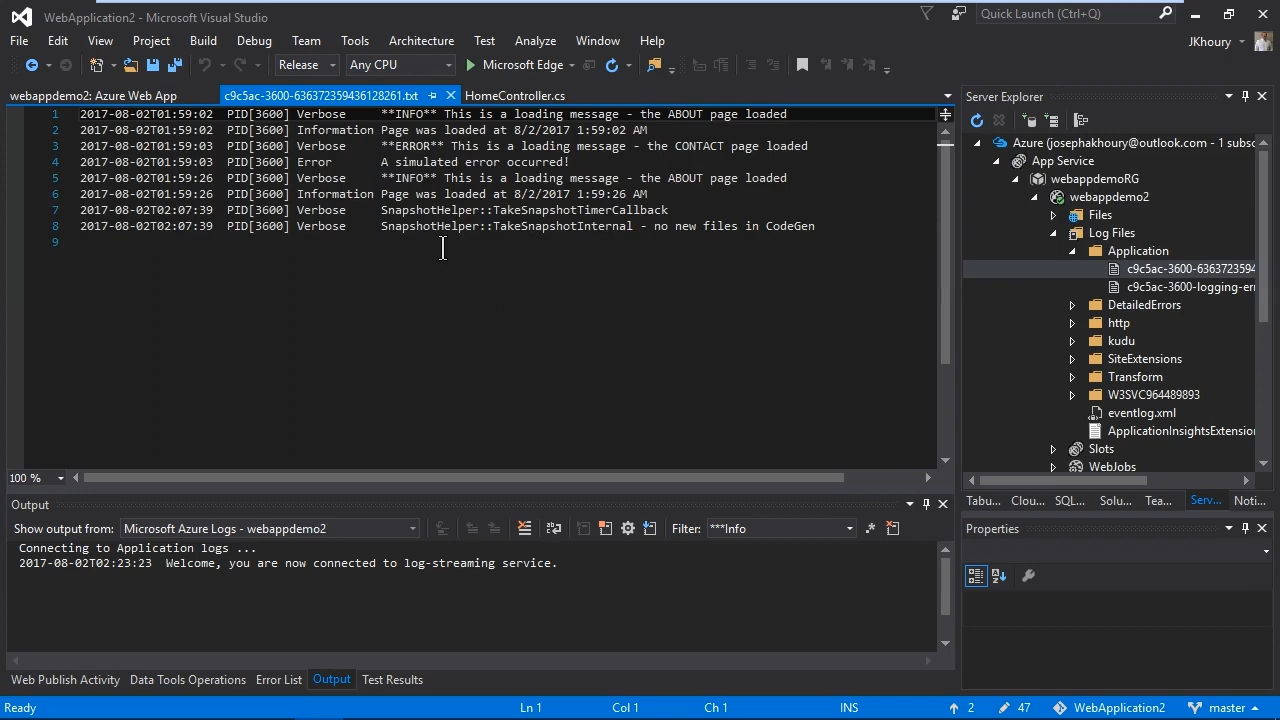 WebApplication2 - Microsoft Visual Studio
Quick Launch (Ctrl+Q)
File Edit View Project Build Debug Team Tools Architecture Test Analyze Window Help
JKhoury
Release Any CPU Microsoft Edge
webappdemo2: Azure Web App c9c5ac-3600-636372359436128261.txt HomeController.cs
1 2017-08-02T01:59:02 PID[3600] Verbose **INFO** This is a loading message - the ABOUT page loaded
2 2017-08-02T01:59:02 PID[3600] Information Page was loaded at 8/2/2017 1:59:02 AM
3 2017-08-02T01:59:03 PID[3600] Verbose **ERROR** This is a loading message - the CONTACT page loaded
4 2017-08-02T01:59:03 PID[3600] Error A simulated error occurred!
5 2017-08-02T01:59:26 PID[3600] Verbose **INFO** This is a loading message - the ABOUT page loaded
6 2017-08-02T01:59:26 PID[3600] Information Page was loaded at 8/2/2017 1:59:26 AM
7 2017-08-02T02:07:39 PID[3600] Verbose SnapshotHelper::TakeSnapshotTimerCallback
8 2017-08-02T02:07:39 PID[3600] Verbose SnapshotHelper::TakeSnapshotInternal - no new files in CodeGen
9
100 %
Server Explorer
Azure (josephakhoury@outlook.com - 1 subsc
App Service
webappdemoRG
webappdemo2
Files
Log Files
Application
c9c5ac-3600-6363723594
c9c5ac-3600-logging-err
DetailedErrors
http
kudu
SiteExtensions
Transform
W3SVC964489893
eventlog.xml
ApplicationInsightsExtension
Slots
WebJobs
Tabu... Clou... SQL... Solu... Tea... Serv... Noti...
Output
Show output from: Microsoft Azure Logs - webappdemo2 Filter: ***Info
Connecting to Application logs ...
2017-08-02T02:23:23 Welcome, you are now connected to log-streaming service.
Properties
Web Publish Activity Data Tools Operations Error List Output Test Results
Ready Ln 1 Col 1 Ch 1 INS 2 47 WebApplication2 master